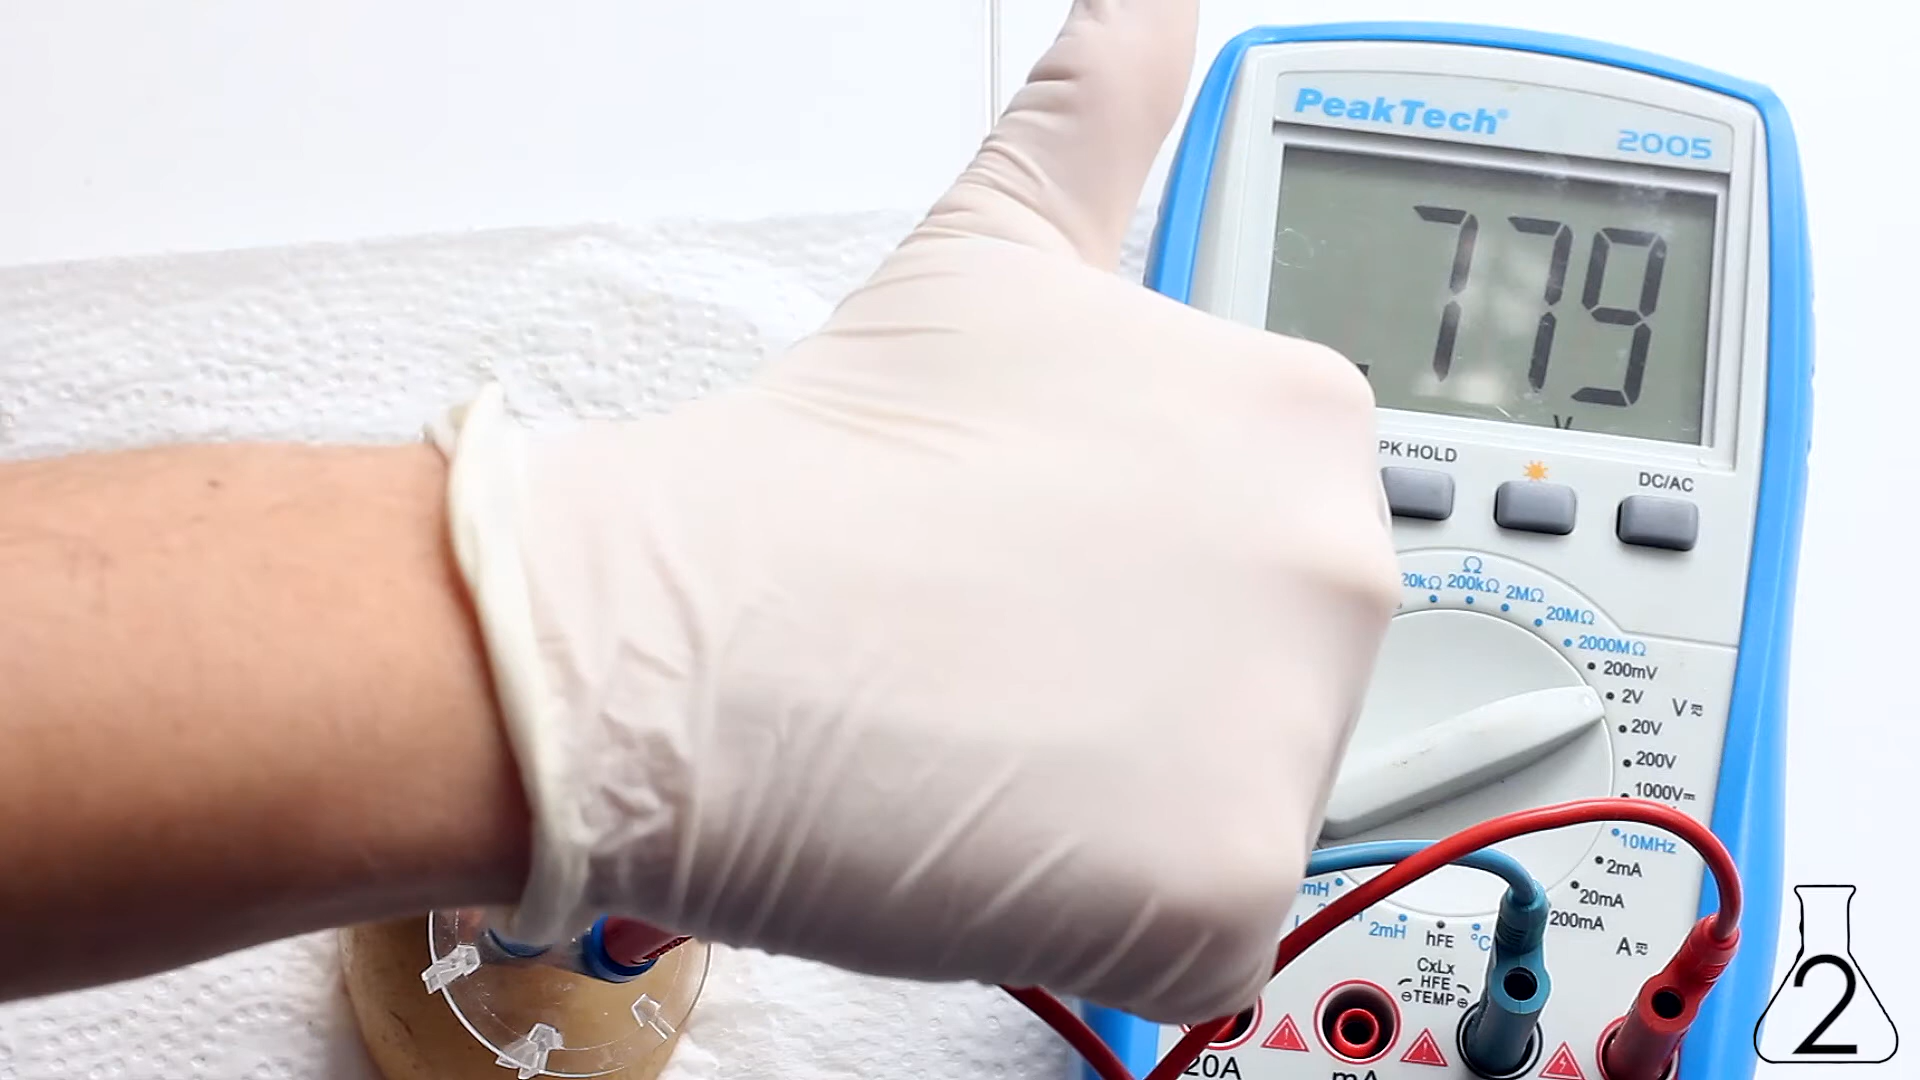 PeakTech®
2005
779
V
PK HOLD
DC/AC
Ω
20kΩ 200kΩ 2MΩ
20MΩ
2000MΩ
200mV
2V
V
20V
200V
1000V
10MHz
2mA
20mA
200mA
A
mH
2mH
hFE
°C
CxLx
HFE
TEMP
20A
mA
2